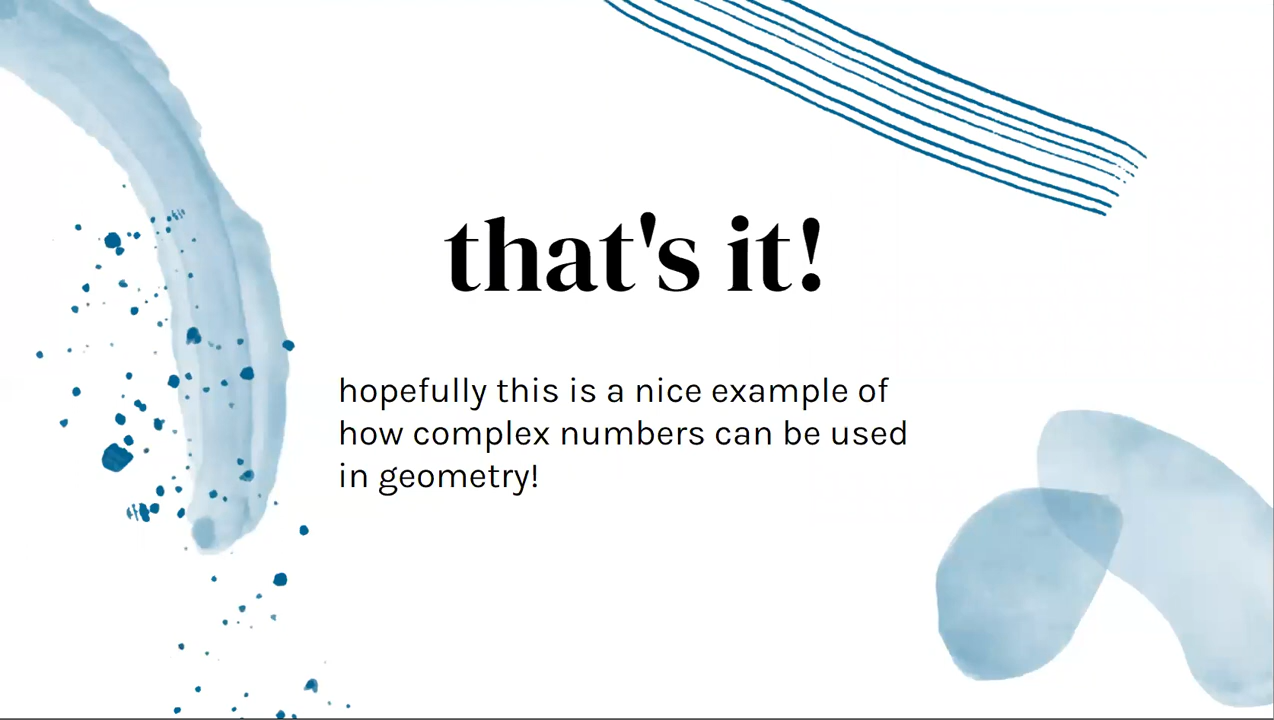 that's it!
hopefully this is a nice example of
how complex numbers can be used
in geometry!